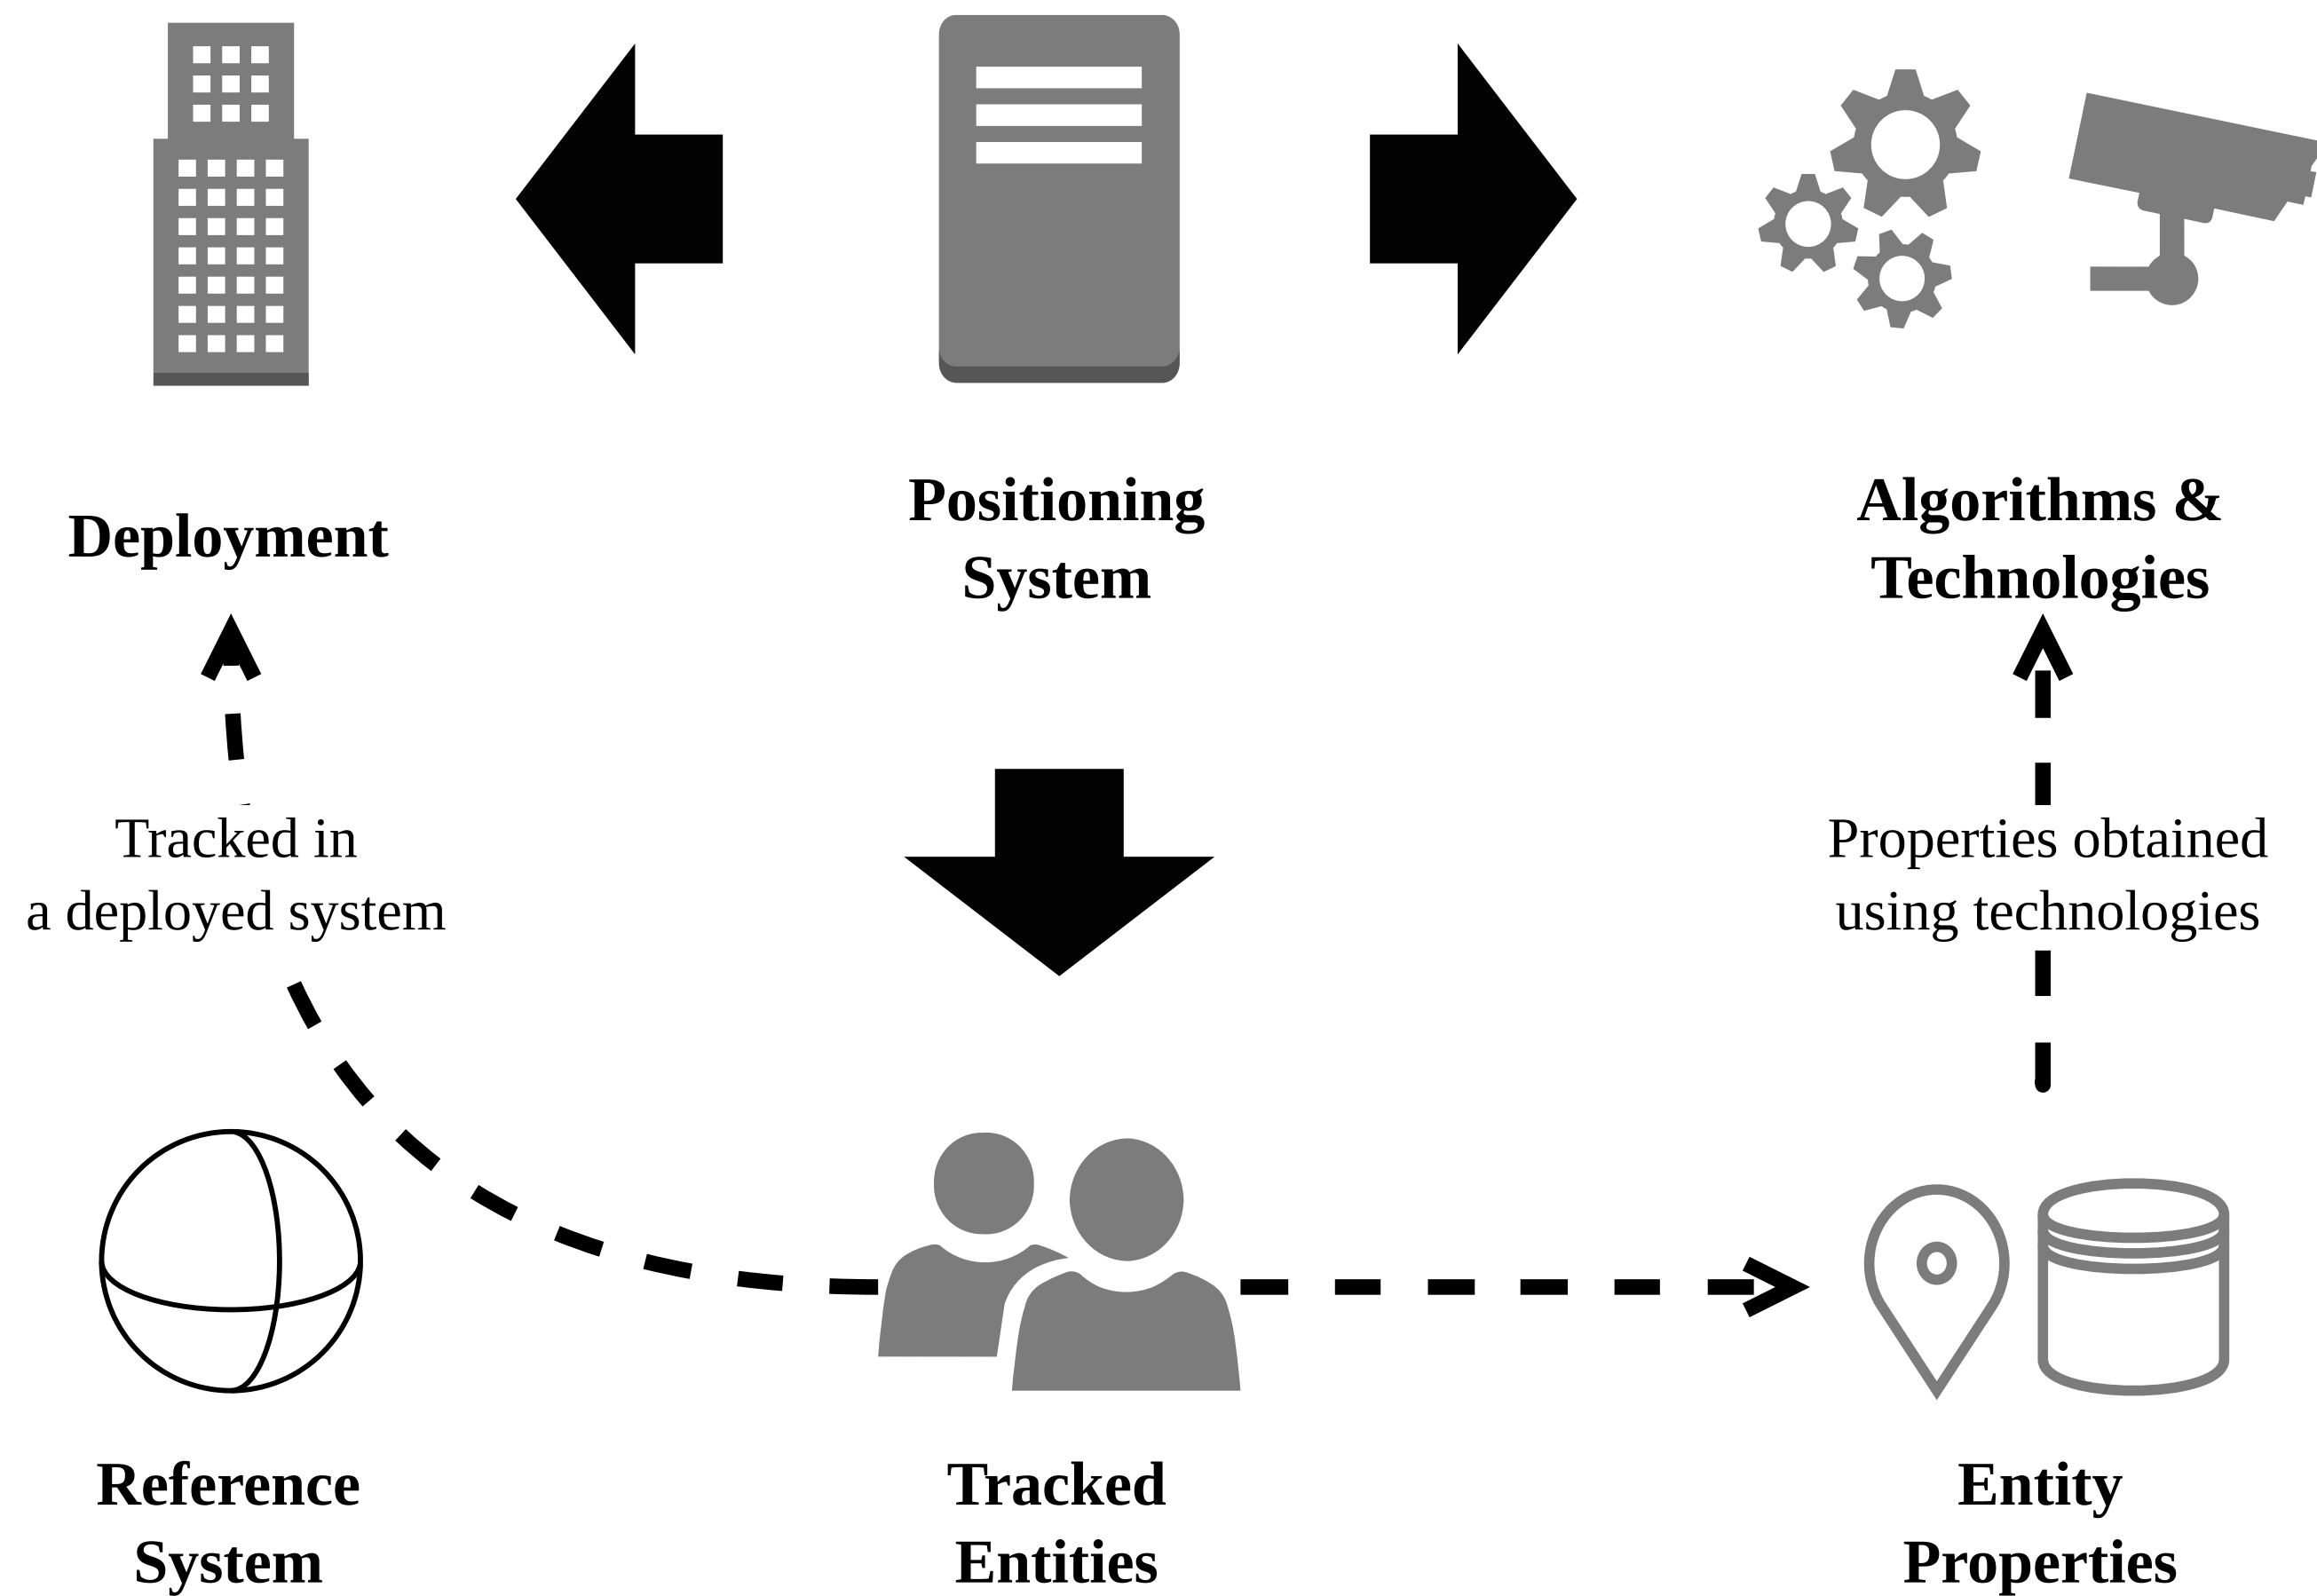 Deployment
Positioning
System
Algorithms &
Technologies
Tracked in
a deployed system
Properties obtained
using technologies
Reference
System
Tracked
Entities
Entity
Properties